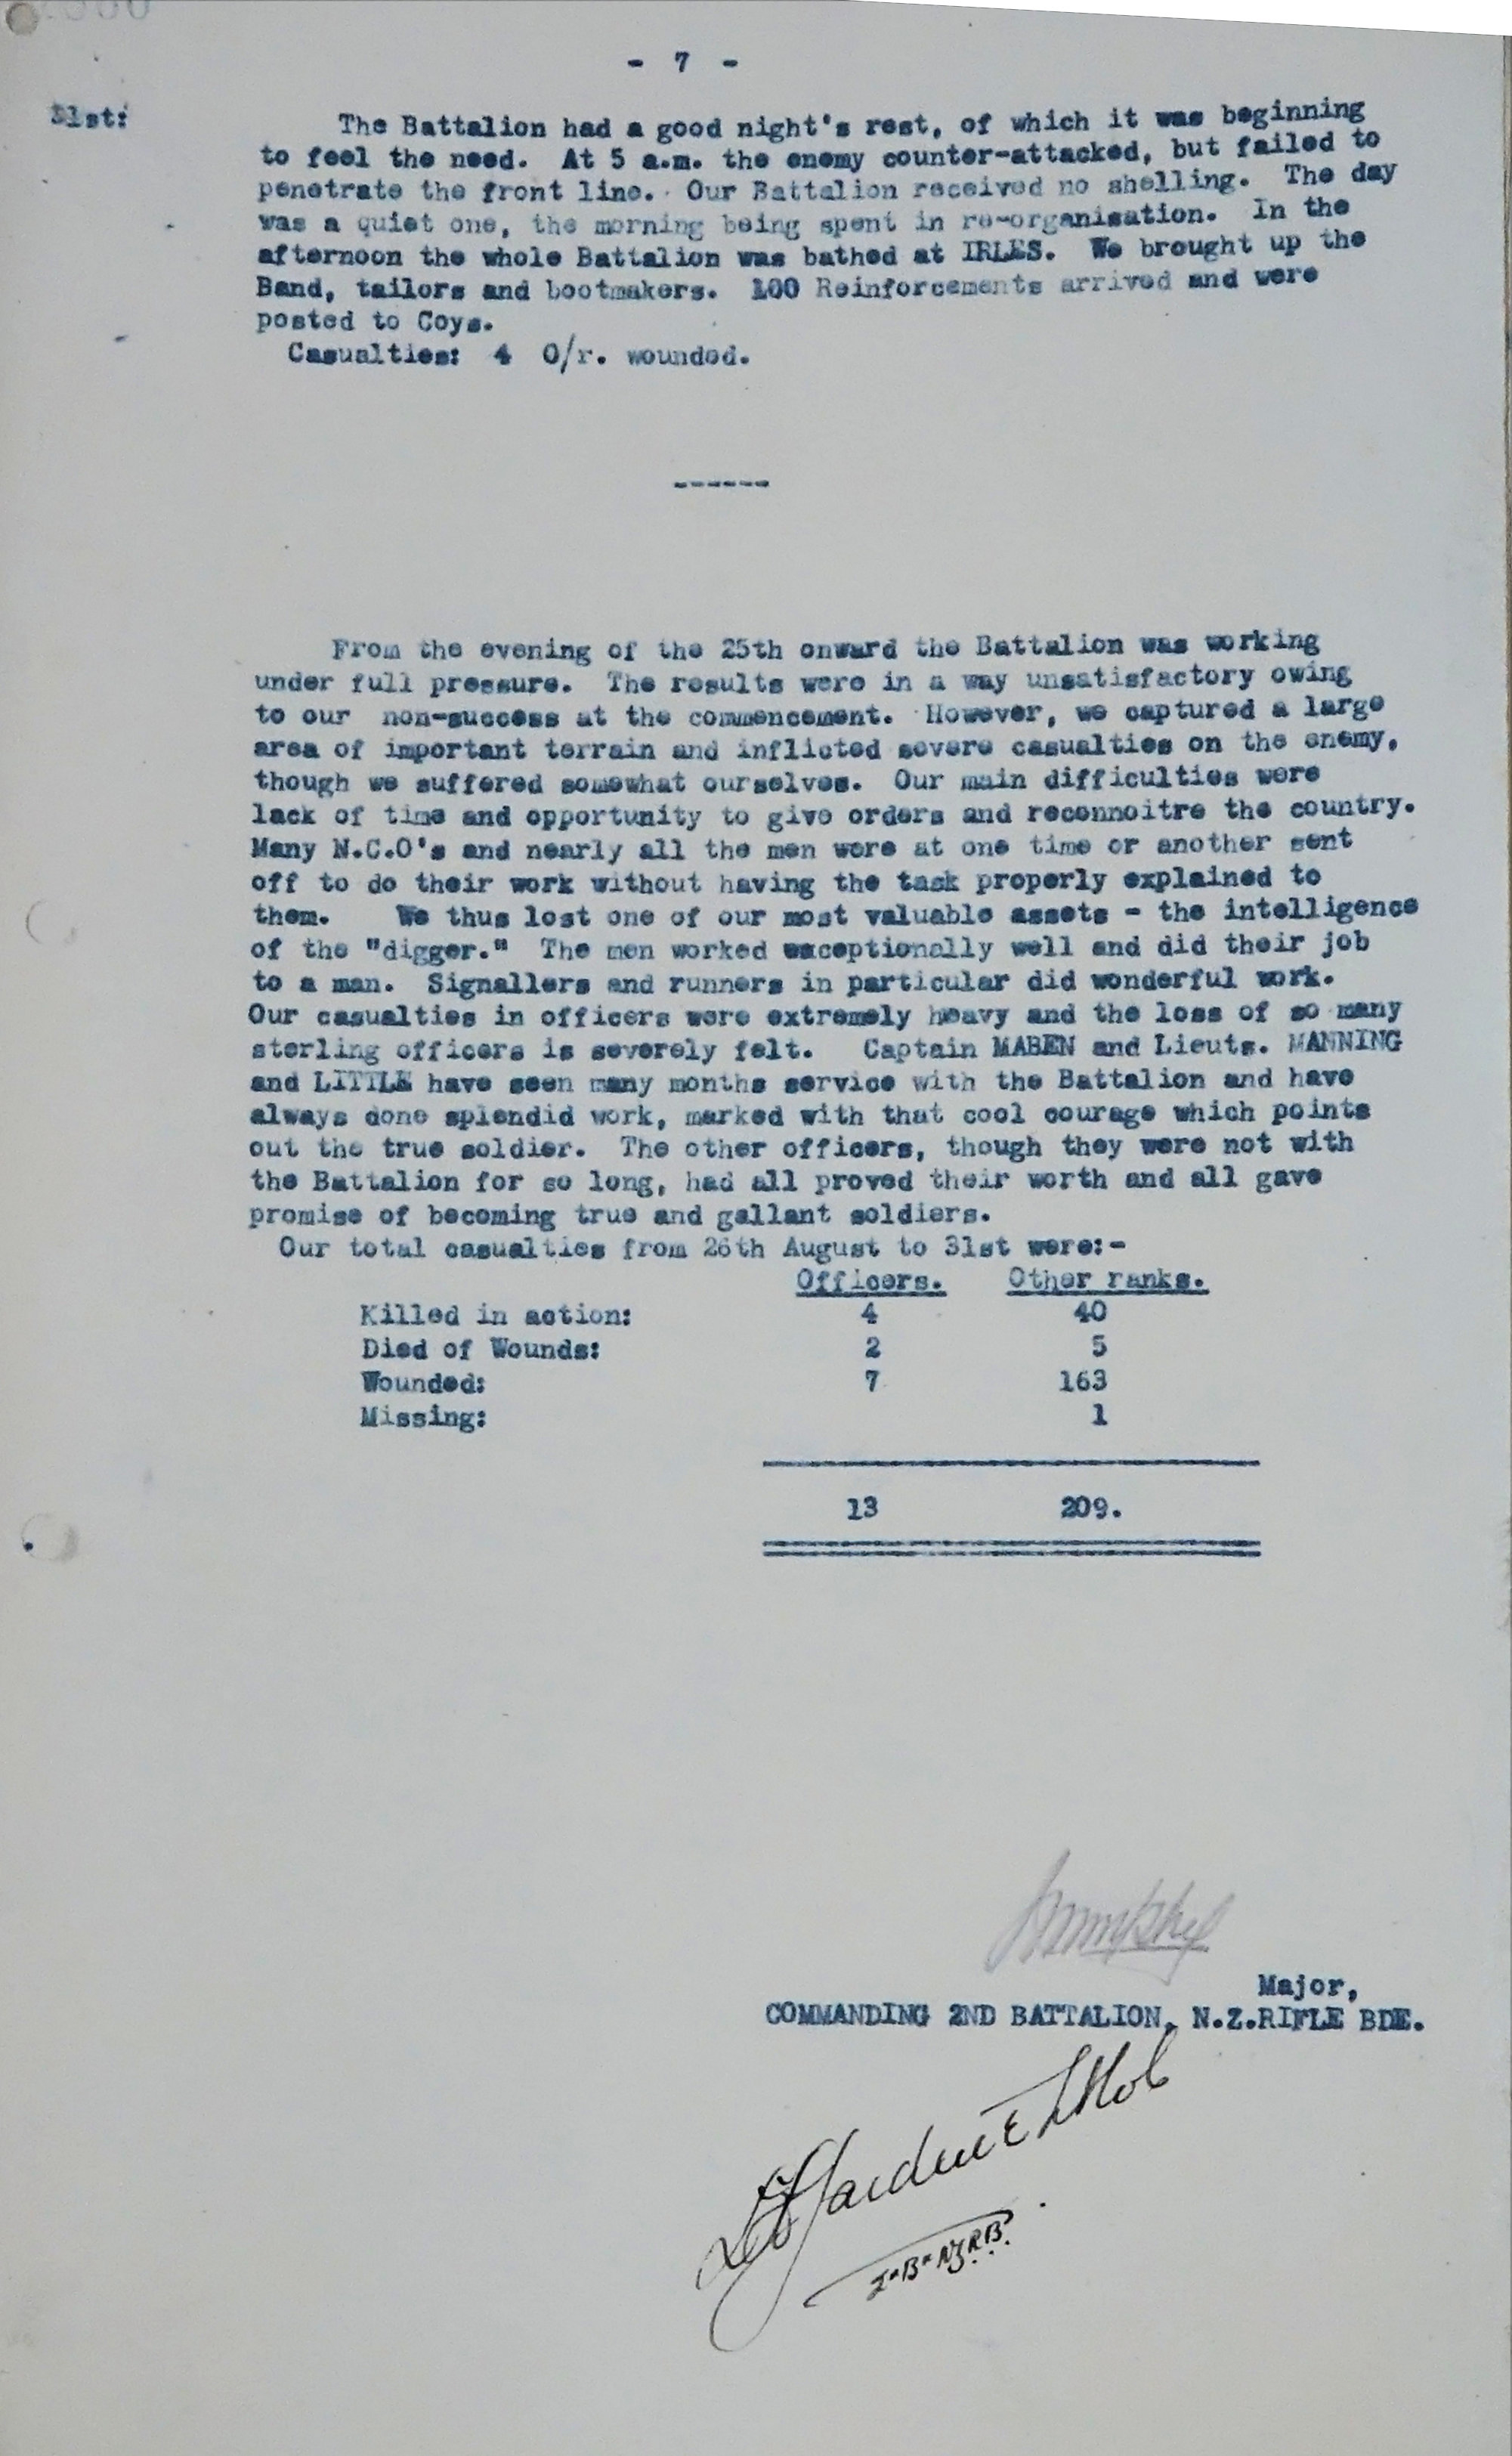 - 7 -
31st:
The Battalion had a good night's rest, of which it was beginning
to feel the need. At 5 a.m. the enemy counter-attacked, but failed to
penetrate the front line. Our Battalion received no shelling. The day
was a quiet one, the morning being spent in re-organisation. In the
afternoon the whole Battalion was bathed at IRLES. We brought up the
Band, tailors and bootmakers. 100 Reinforcements arrived and were
posted to Coys.
Casualties: 4 O/r. wounded.
------
From the evening of the 25th onward the Battalion was working
under full pressure. The results were in a way unsatisfactory owing
to our non-success at the commencement. However, we captured a large
area of important terrain and inflicted severe casualties on the enemy,
though we suffered somewhat ourselves. Our main difficulties were
lack of time and opportunity to give orders and reconnoitre the country.
Many N.C.O's and nearly all the men were at one time or another sent
off to do their work without having the task properly explained to
them. We thus lost one of our most valuable assets - the intelligence
of the "digger." The men worked exceptionally well and did their job
to a man. Signallers and runners in particular did wonderful work.
Our casualties in officers were extremely heavy and the loss of so many
sterling officers is severely felt. Captain MABEN and Lieuts. MANNING
and LITTLE have seen many months service with the Battalion and have
always done splendid work, marked with that cool courage which points
out the true soldier. The other officers, though they were not with
the Battalion for so long, had all proved their worth and all gave
promise of becoming true and gallant soldiers.
Our total casualties from 26th August to 31st were:-
Officers. Other ranks.
Killed in action: 4 40
Died of Wounds: 2 5
Wounded: 7 163
Missing: 1
13 209.
Major,
COMMANDING 2ND BATTALION, N.Z.RIFLE BDE.